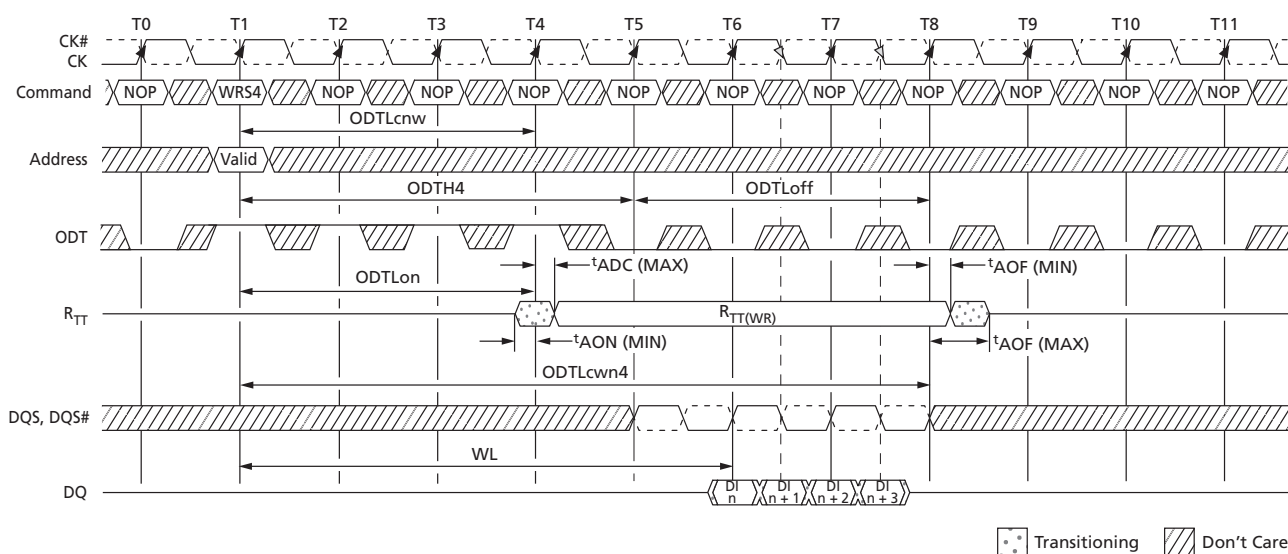 T0 T1 T2 T3 T4 T5 T6 T7 T8 T9 T10 T11
CK#
CK
Command NOP WRS4 NOP NOP NOP NOP NOP NOP NOP NOP NOP NOP
ODTLcnw
Address Valid
ODTH4 ODTLoff
ODT
tADC (MAX) tAOF (MIN)
ODTLon
RTT RTT(WR)
tAON (MIN) tAOF (MAX)
ODTLcwn4
DQS, DQS#
WL
DQ DI n DI n + 1 DI n + 2 DI n + 3
Transitioning Don't Care